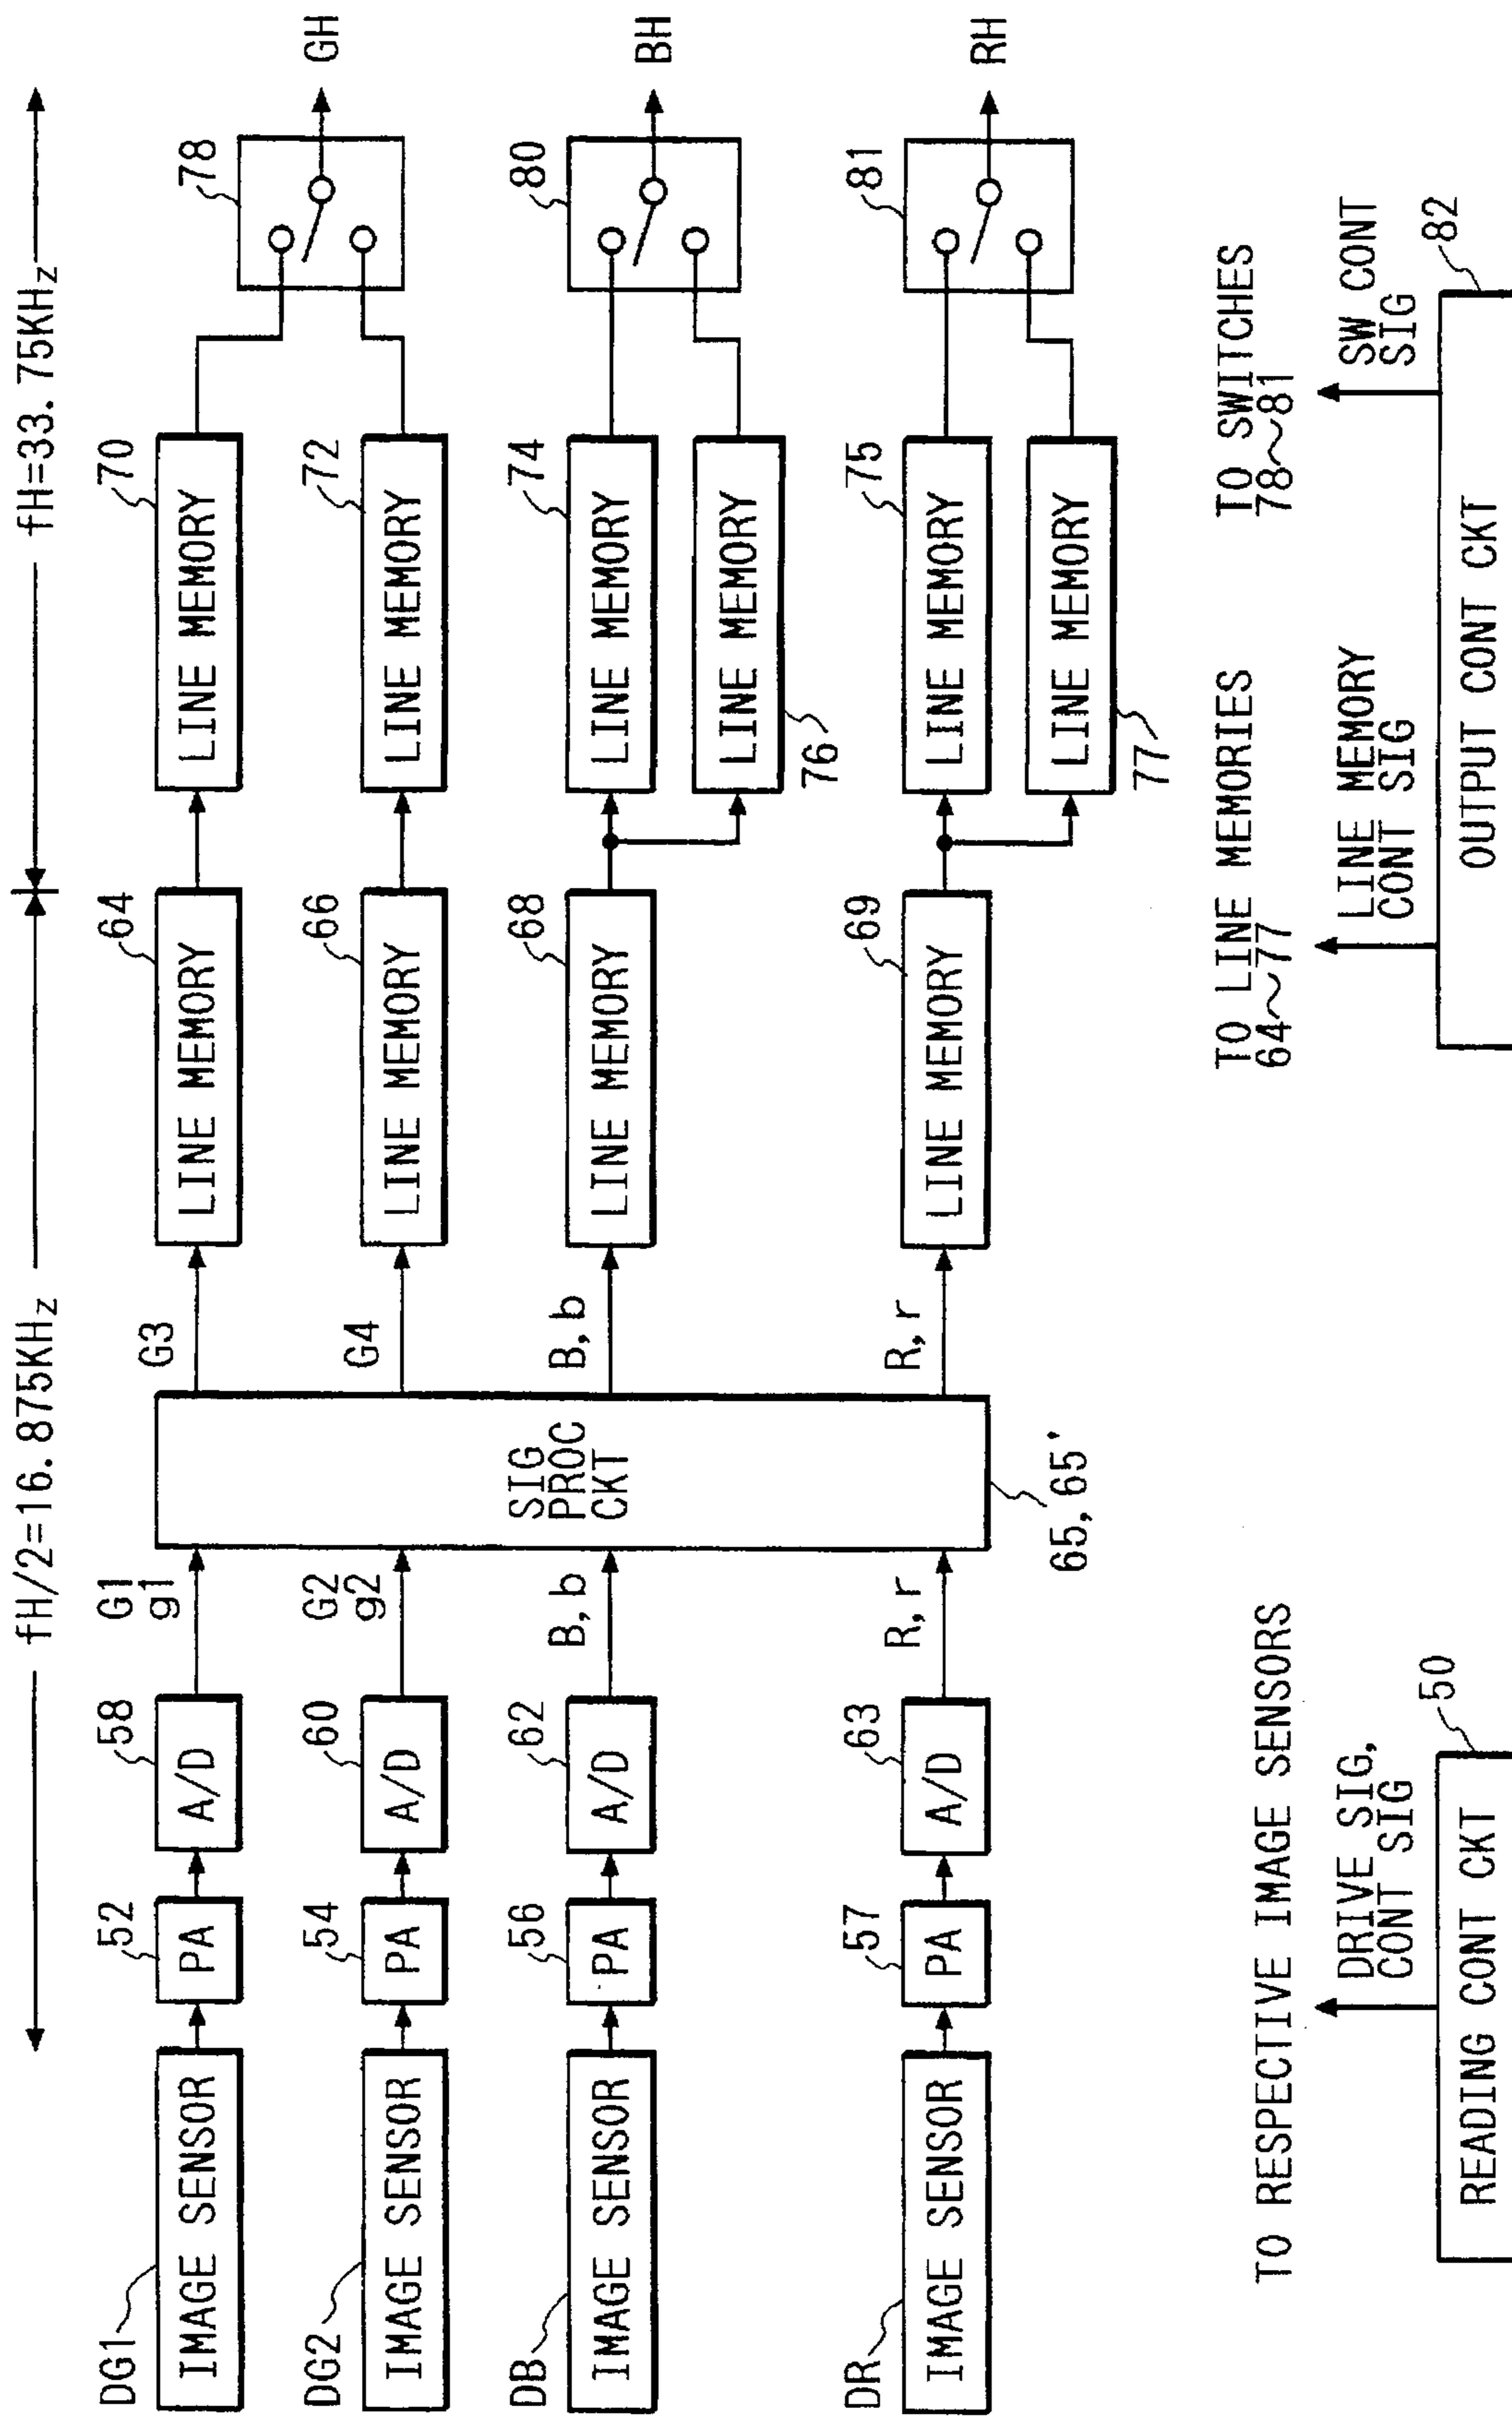 fH/2=16.875KHz
fH=33.75KHz
DG1
IMAGE SENSOR
52
PA
58
A/D
G1
g1
G3
64
LINE MEMORY
70
LINE MEMORY
78
GH
DG2
IMAGE SENSOR
54
PA
60
A/D
G2
g2
G4
66
LINE MEMORY
72
LINE MEMORY
DB
IMAGE SENSOR
56
PA
62
A/D
B,b
SIG
PROC
CKT
B,b
68
LINE MEMORY
74
LINE MEMORY
80
BH
LINE MEMORY
76
DR
IMAGE SENSOR
57
PA
63
A/D
R,r
65,65'
R,r
69
LINE MEMORY
75
LINE MEMORY
81
RH
LINE MEMORY
77
TO RESPECTIVE IMAGE SENSORS
DRIVE SIG,
CONT SIG
50
READING CONT CKT
TO LINE MEMORIES
64~77
LINE MEMORY
CONT SIG
TO SWITCHES
78~81
SW CONT
SIG
82
OUTPUT CONT CKT